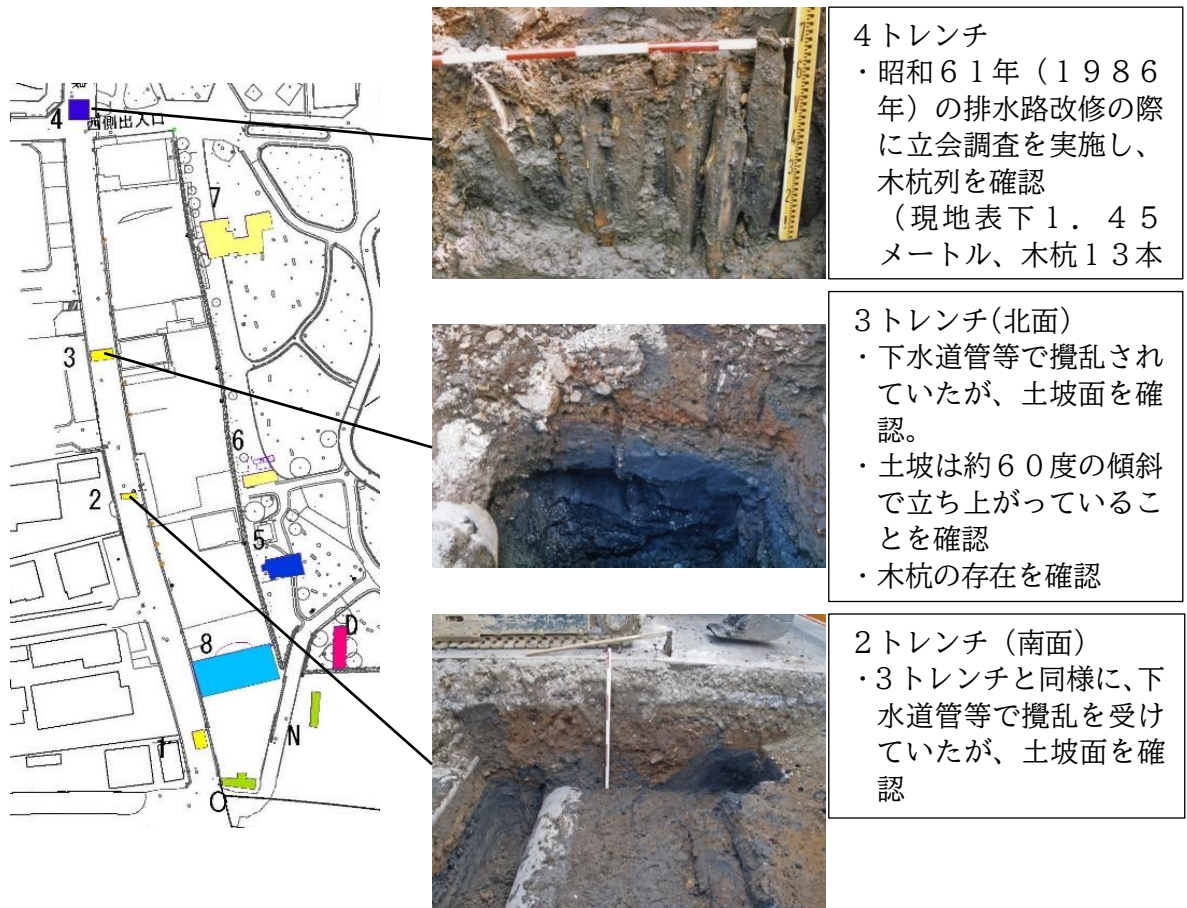 4
西側出入口
7
3
6
2
5
D
8
N
1
O
4トレンチ
・昭和61年(1986
年)の排水路改修の際
に立会調査を実施し、
木杭列を確認
(現地表下1.45
メートル、木杭13本
3トレンチ(北面)
・下水道管等で攪乱され
ていたが、土坡面を確
認。
・土坡は約60度の傾斜
で立ち上がっているこ
とを確認
・木杭の存在を確認
2トレンチ(南面)
・3トレンチと同様に、下
水道管等で攪乱を受け
ていたが、土坡面を確
認